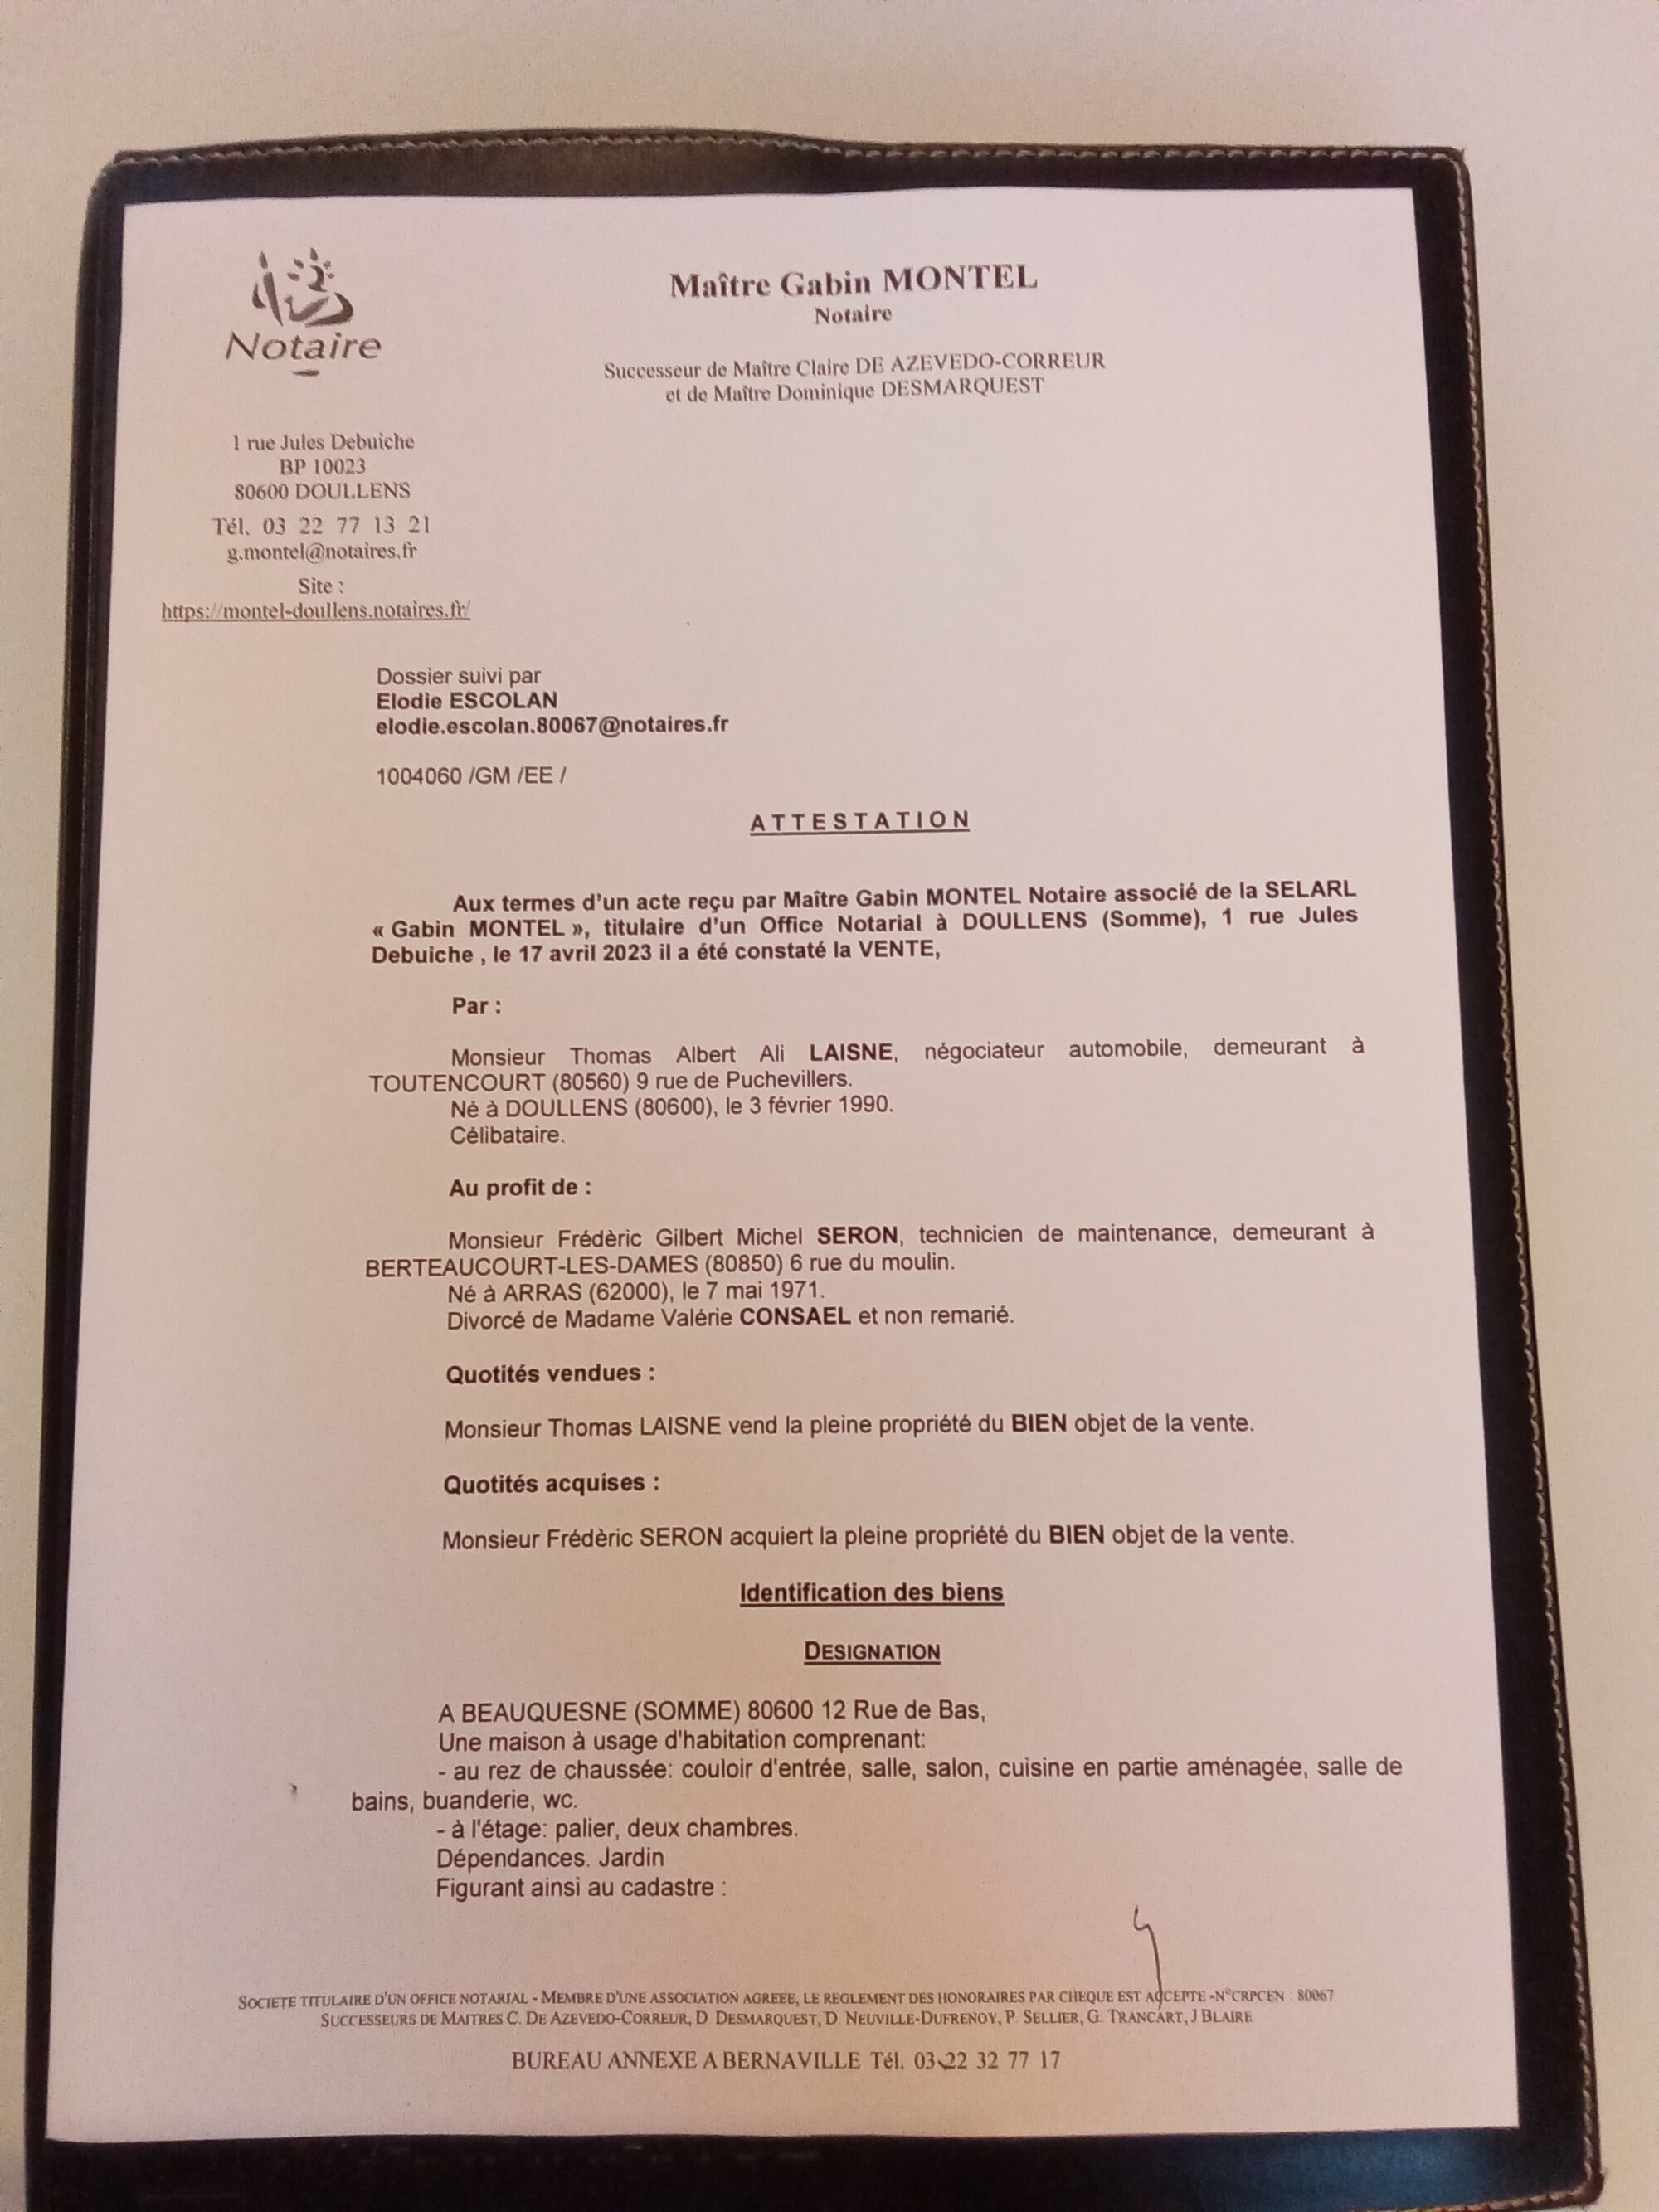 Notaire
Maître Gabin MONTEL
Notaire
Successeur de Maître Claire DE AZEVEDO-CORREUR
et de Maître Dominique DESMARQUEST
1 rue Jules Debuiche
BP 10023
80600 DOULLENS
Tél. 03 22 77 13 21
g.montel@notaires.fr
Site :
https://montel-doullens.notaires.fr/
Dossier suivi par
Elodie ESCOLAN
elodie.escolan.80067@notaires.fr
1004060 /GM /EE /
ATTESTATION
Aux termes d'un acte reçu par Maître Gabin MONTEL Notaire associé de la SELARL
« Gabin MONTEL », titulaire d'un Office Notarial à DOULLENS (Somme), 1 rue Jules
Debuiche , le 17 avril 2023 il a été constaté la VENTE,
Par :
Monsieur Thomas Albert Ali LAISNE, négociateur automobile, demeurant à
TOUTENCOURT (80560) 9 rue de Puchevillers.
Né à DOULLENS (80600), le 3 février 1990.
Célibataire.
Au profit de :
Monsieur Frédèric Gilbert Michel SERON, technicien de maintenance, demeurant à
BERTEAUCOURT-LES-DAMES (80850) 6 rue du moulin.
Né à ARRAS (62000), le 7 mai 1971.
Divorcé de Madame Valérie CONSAEL et non remarié.
Quotités vendues :
Monsieur Thomas LAISNE vend la pleine propriété du BIEN objet de la vente.
Quotités acquises :
Monsieur Frédèric SERON acquiert la pleine propriété du BIEN objet de la vente.
Identification des biens
DESIGNATION
A BEAUQUESNE (SOMME) 80600 12 Rue de Bas,
Une maison à usage d'habitation comprenant:
- au rez de chaussée: couloir d'entrée, salle, salon, cuisine en partie aménagée, salle de
bains, buanderie, wc.
- à l'étage: palier, deux chambres.
Dépendances. Jardin
Figurant ainsi au cadastre :
SOCIETE TITULAIRE D'UN OFFICE NOTARIAL - MEMBRE D'UNE ASSOCIATION AGREEE, LE REGLEMENT DES HONORAIRES PAR CHEQUE EST ACCEPTE -N°CRPCEN : 80067
SUCCESSEURS DE MAITRES C. DE AZEVEDO-CORREUR, D. DESMARQUEST, D. NEUVILLE-DUFRENOY, P. SELLIER, G. TRANCART, J BLAIRE
BUREAU ANNEXE A BERNAVILLE Tél. 03 22 32 77 17